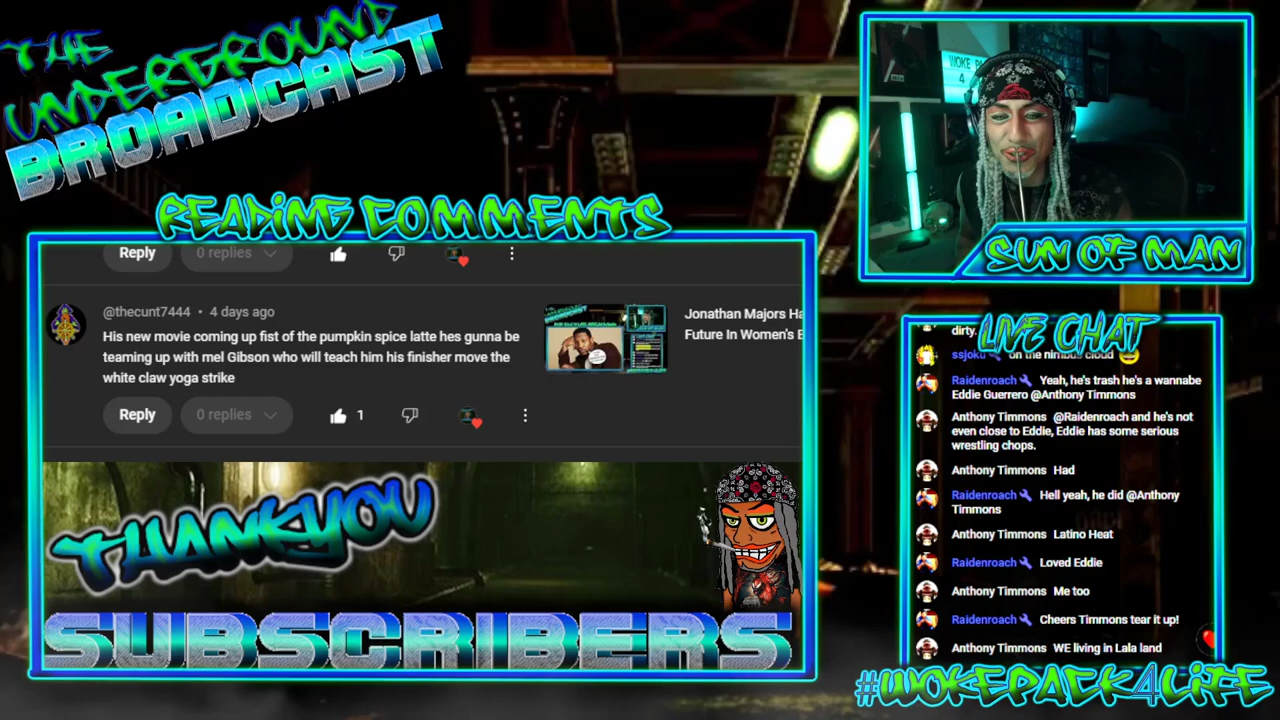 THE
UNDERGROUND
BROADCAST
READING COMMENTS
Reply
0 replies
@thecunt7444 • 4 days ago
His new movie coming up fist of the pumpkin spice latte hes gunna be
teaming up with mel Gibson who will teach him his finisher move the
white claw yoga strike
Jonathan Majors Ha
Future In Women's E
Reply
0 replies
1
THANKYOU
SUBSCRIBERS
WOKE PA
4
SUN OF MAN
LIVE CHAT
dirty.
ssjoku on the nimbus cloud
Raidenroach Yeah, he's trash he's a wannabe
Eddie Guerrero @Anthony Timmons
Anthony Timmons @Raidenroach and he's not
even close to Eddie, Eddie has some serious
wrestling chops.
Anthony Timmons Had
Raidenroach Hell yeah, he did @Anthony
Timmons
Anthony Timmons Latino Heat
Raidenroach Loved Eddie
Anthony Timmons Me too
Raidenroach Cheers Timmons tear it up!
Anthony Timmons WE living in Lala land
#WOKEPACK4LIFE